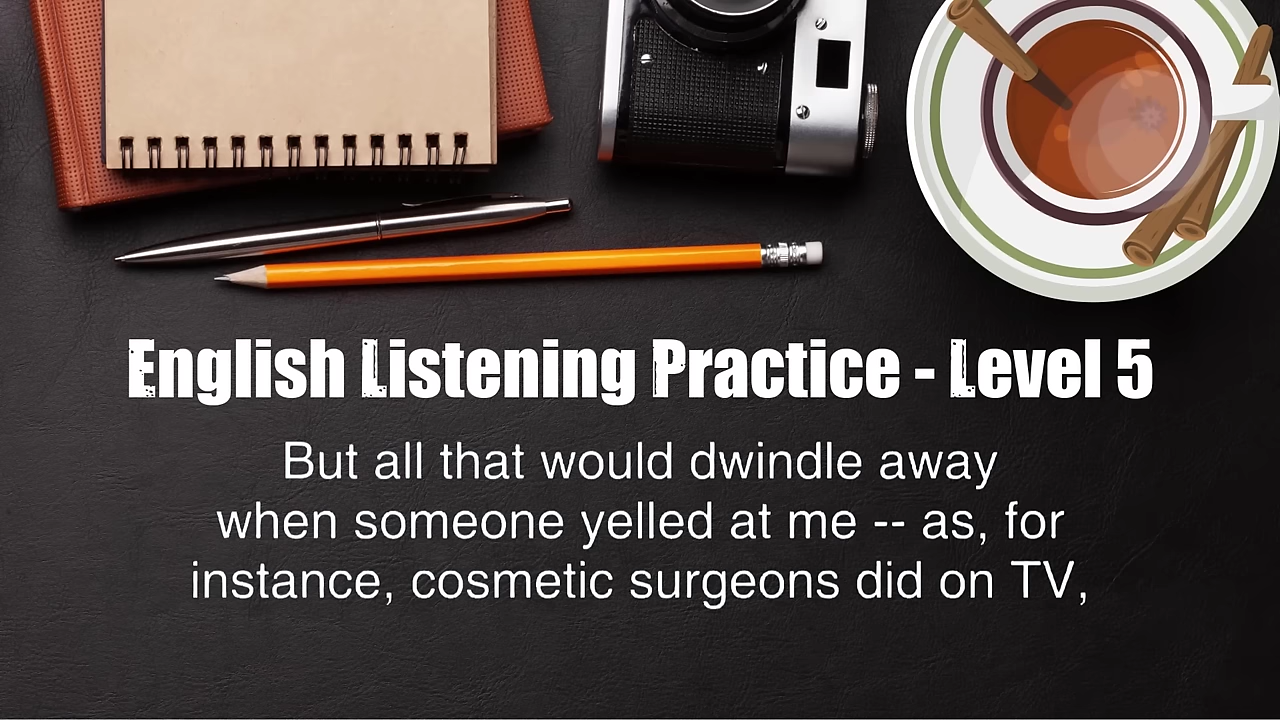 English Listening Practice - Level 5
But all that would dwindle away
when someone yelled at me -- as, for
instance, cosmetic surgeons did on TV,